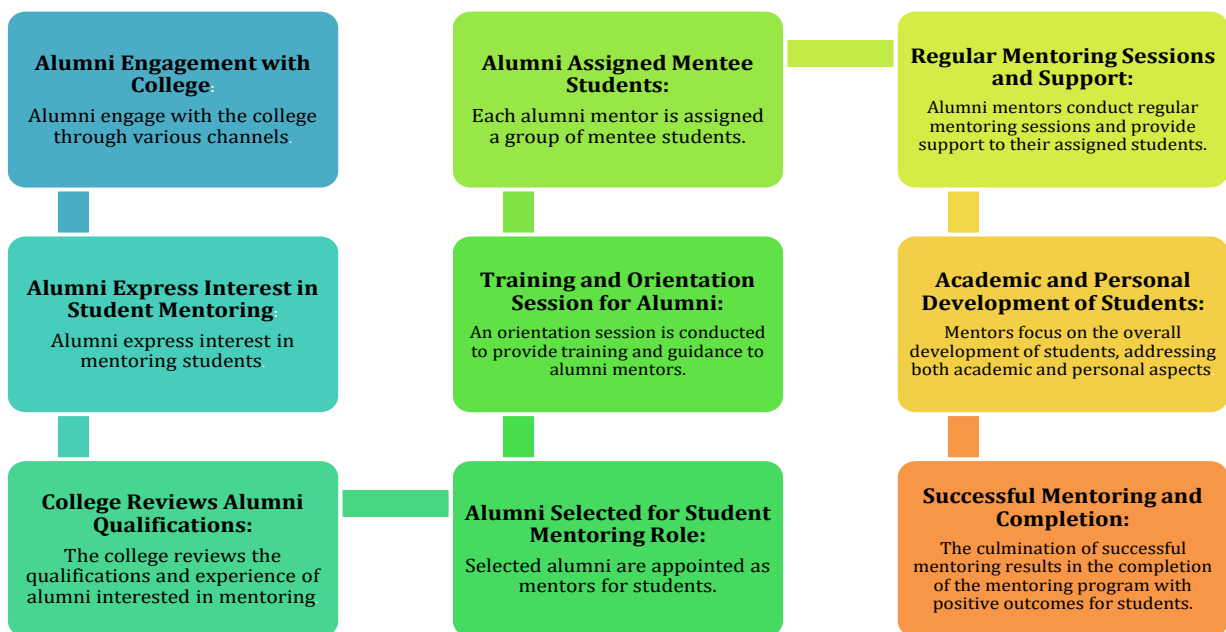 Alumni Engagement with
College:
Alumni engage with the college
through various channels.
Alumni Express Interest in
Student Mentoring:
Alumni express interest in
mentoring students.
College Reviews Alumni
Qualifications:
The college reviews the
qualifications and experience of
alumni interested in mentoring.
Alumni Selected for Student
Mentoring Role:
Selected alumni are appointed as
mentors for students.
Training and Orientation
Session for Alumni:
An orientation session is conducted
to provide training and guidance to
alumni mentors.
Alumni Assigned Mentee
Students:
Each alumni mentor is assigned
a group of mentee students.
Regular Mentoring Sessions
and Support:
Alumni mentors conduct regular
mentoring sessions and provide
support to their assigned students.
Academic and Personal
Development of Students:
Mentors focus on the overall
development of students, addressing
both academic and personal aspects.
Successful Mentoring and
Completion:
The culmination of successful
mentoring results in the completion
of the mentoring program with
positive outcomes for students.